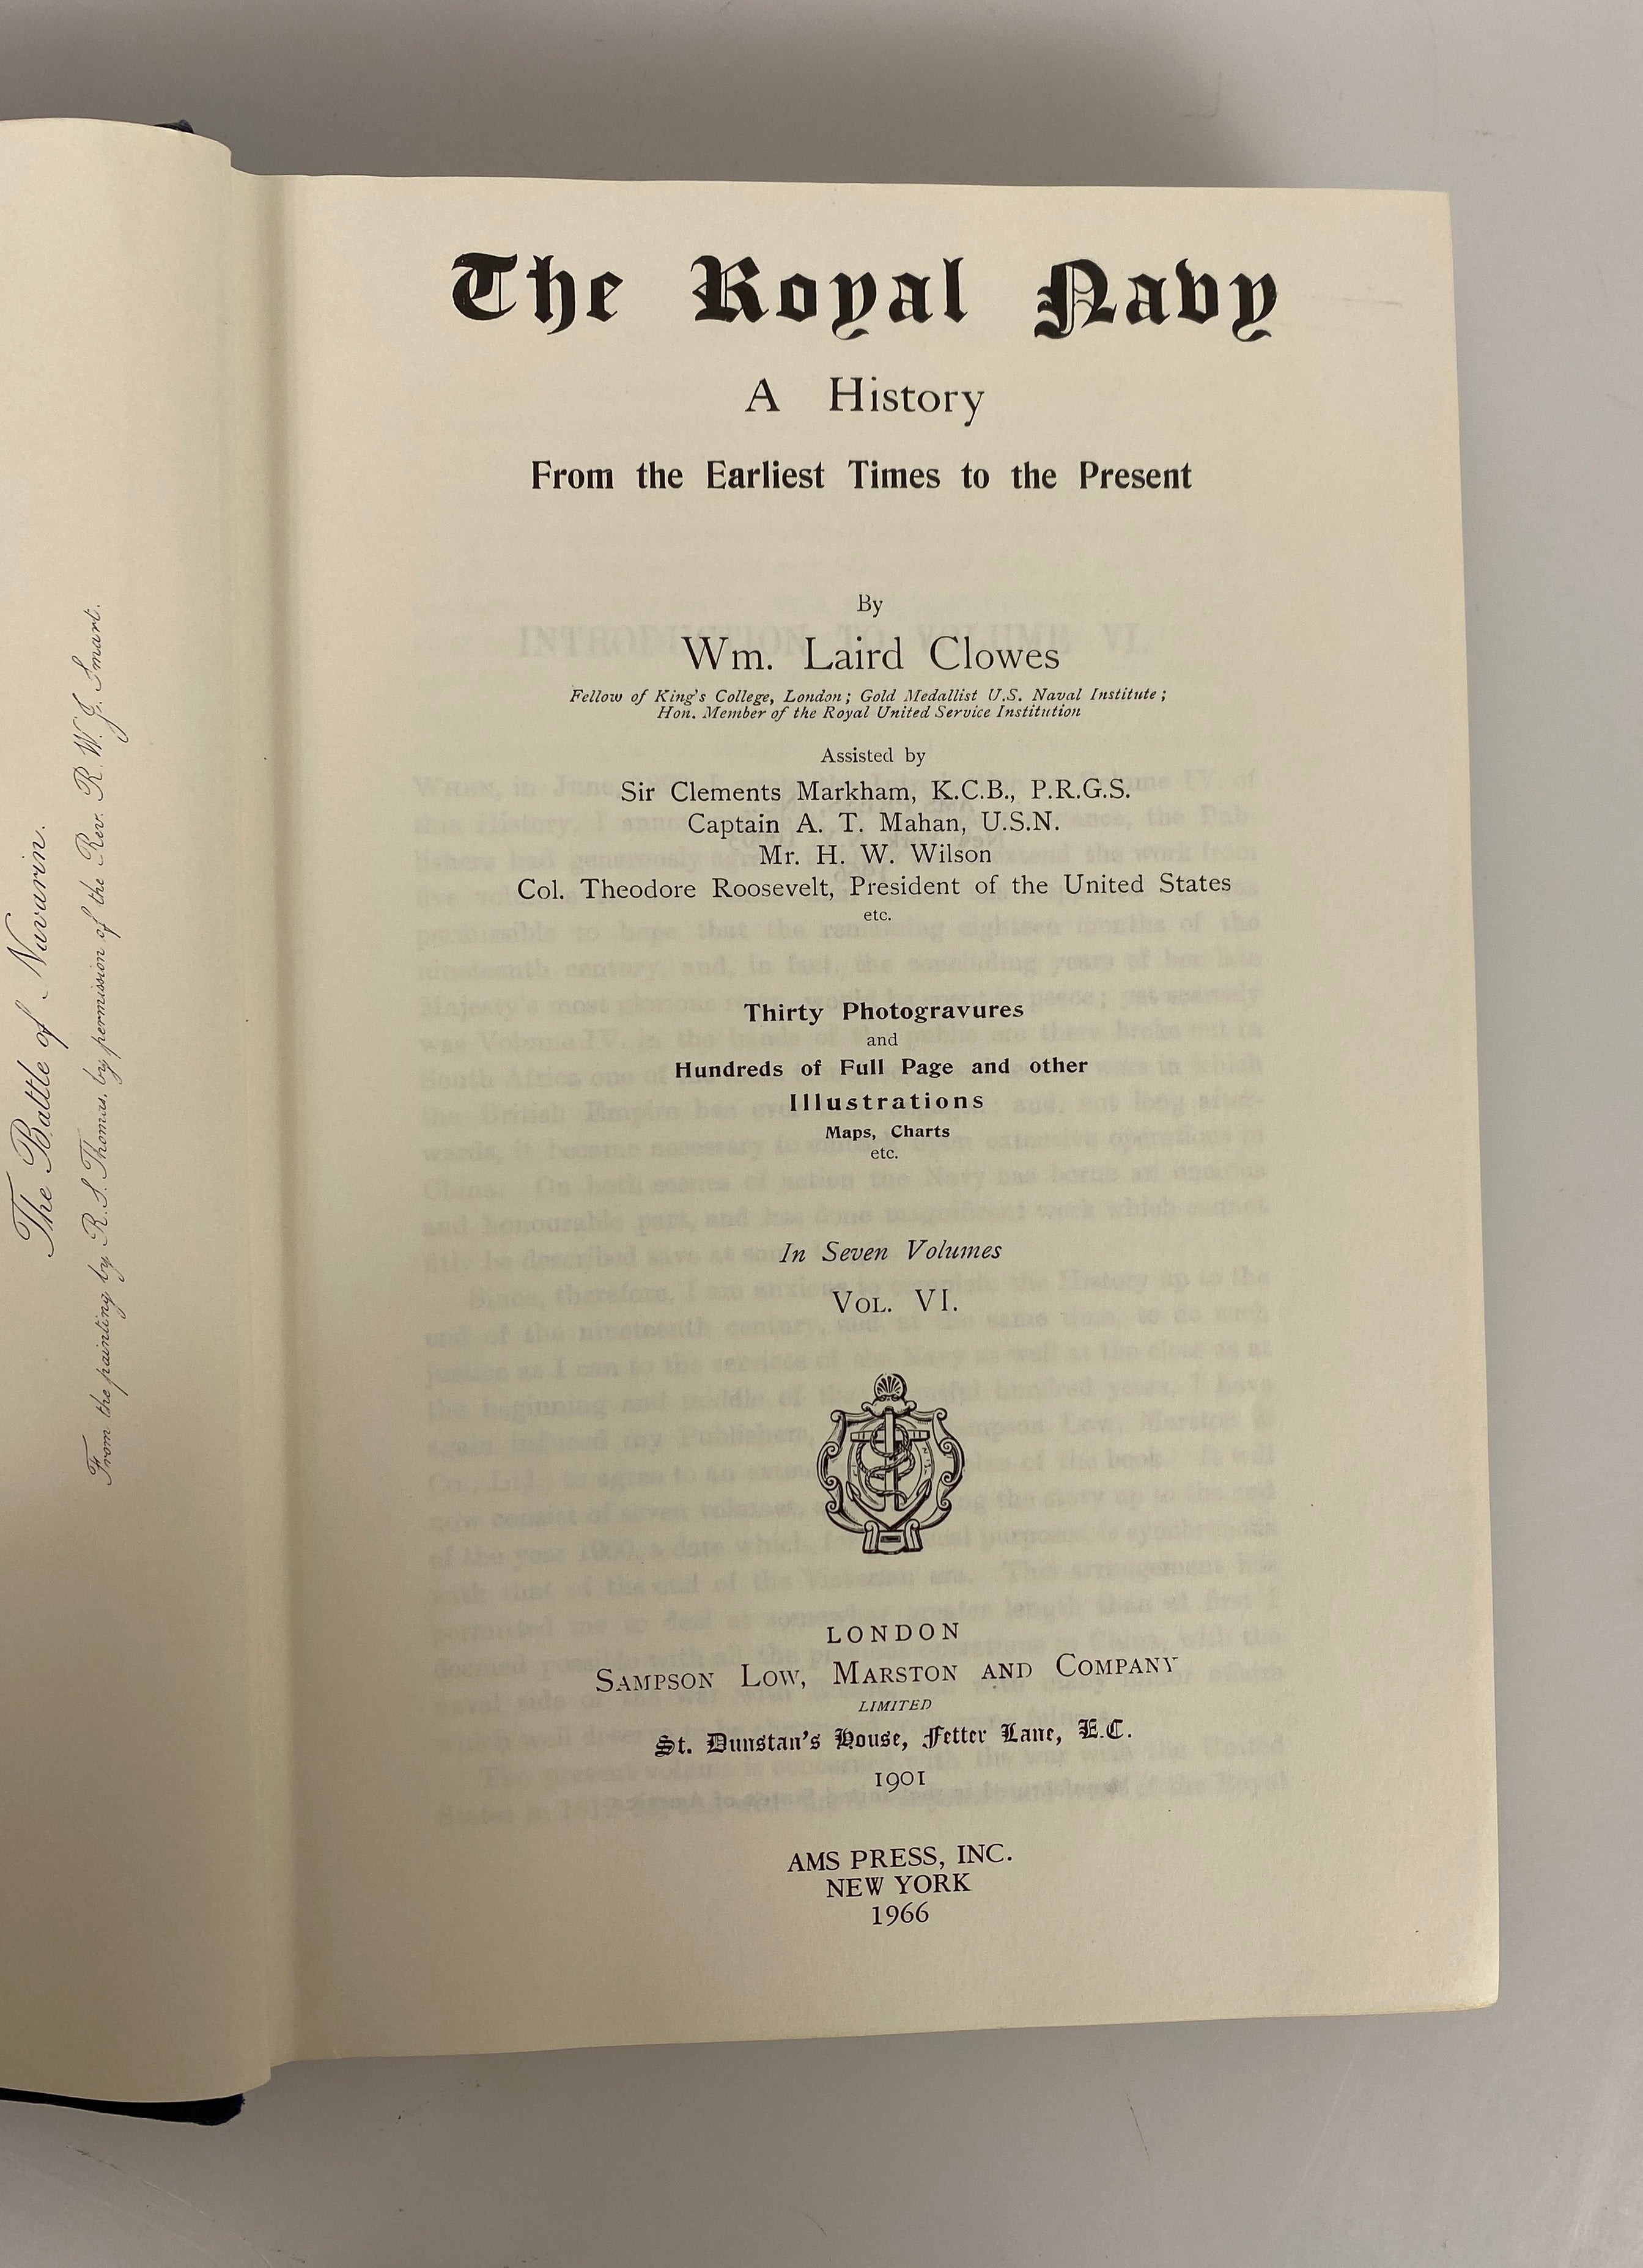 The Battle of Navarin.
From the painting by R. S. Thomas, by permission of the Rev. R. W. J. Smart.
The Royal Navy
A History
From the Earliest Times to the Present
By
Wm. Laird Clowes
Fellow of King's College, London; Gold Medallist U.S. Naval Institute;
Hon. Member of the Royal United Service Institution
Assisted by
Sir Clements Markham, K.C.B., P.R.G.S.
Captain A. T. Mahan, U.S.N.
Mr. H. W. Wilson
Col. Theodore Roosevelt, President of the United States
etc.
Thirty Photogravures
and
Hundreds of Full Page and other
Illustrations
Maps, Charts
etc.
In Seven Volumes
VOL. VI.
LONDON
SAMPSON LOW, MARSTON AND COMPANY
LIMITED
St. Dunstan's House, Fetter Lane, E.C.
1901
AMS PRESS, INC.
NEW YORK
1966